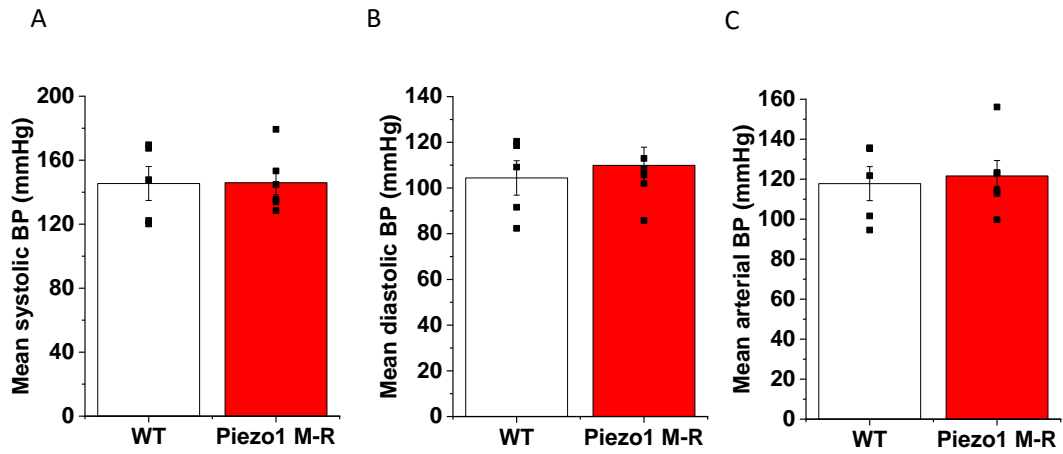 A
Mean systolic BP (mmHg)
200
160
120
80
40
0
WT
Piezo1 M-R
B
Mean diastolic BP (mmHg)
140
120
100
80
60
40
20
0
WT
Piezo1 M-R
C
Mean arterial BP (mmHg)
160
140
120
100
80
60
40
20
0
WT
Piezo1 M-R